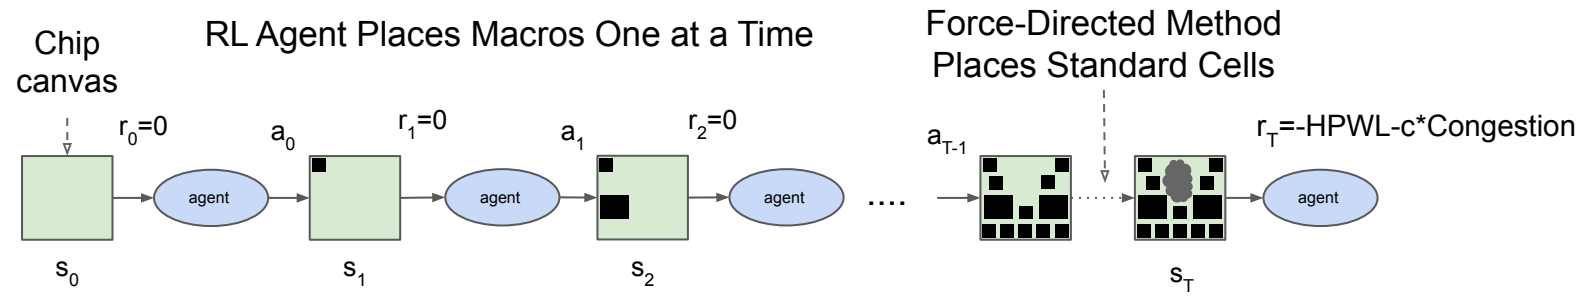 Chip
canvas
RL Agent Places Macros One at a Time
Force-Directed Method
Places Standard Cells
r_0=0
agent
a_0
r_1=0
agent
a_1
r_2=0
agent
....
a_{T-1}
r_T=-HPWL-c*Congestion
agent
s_0
s_1
s_2
s_T